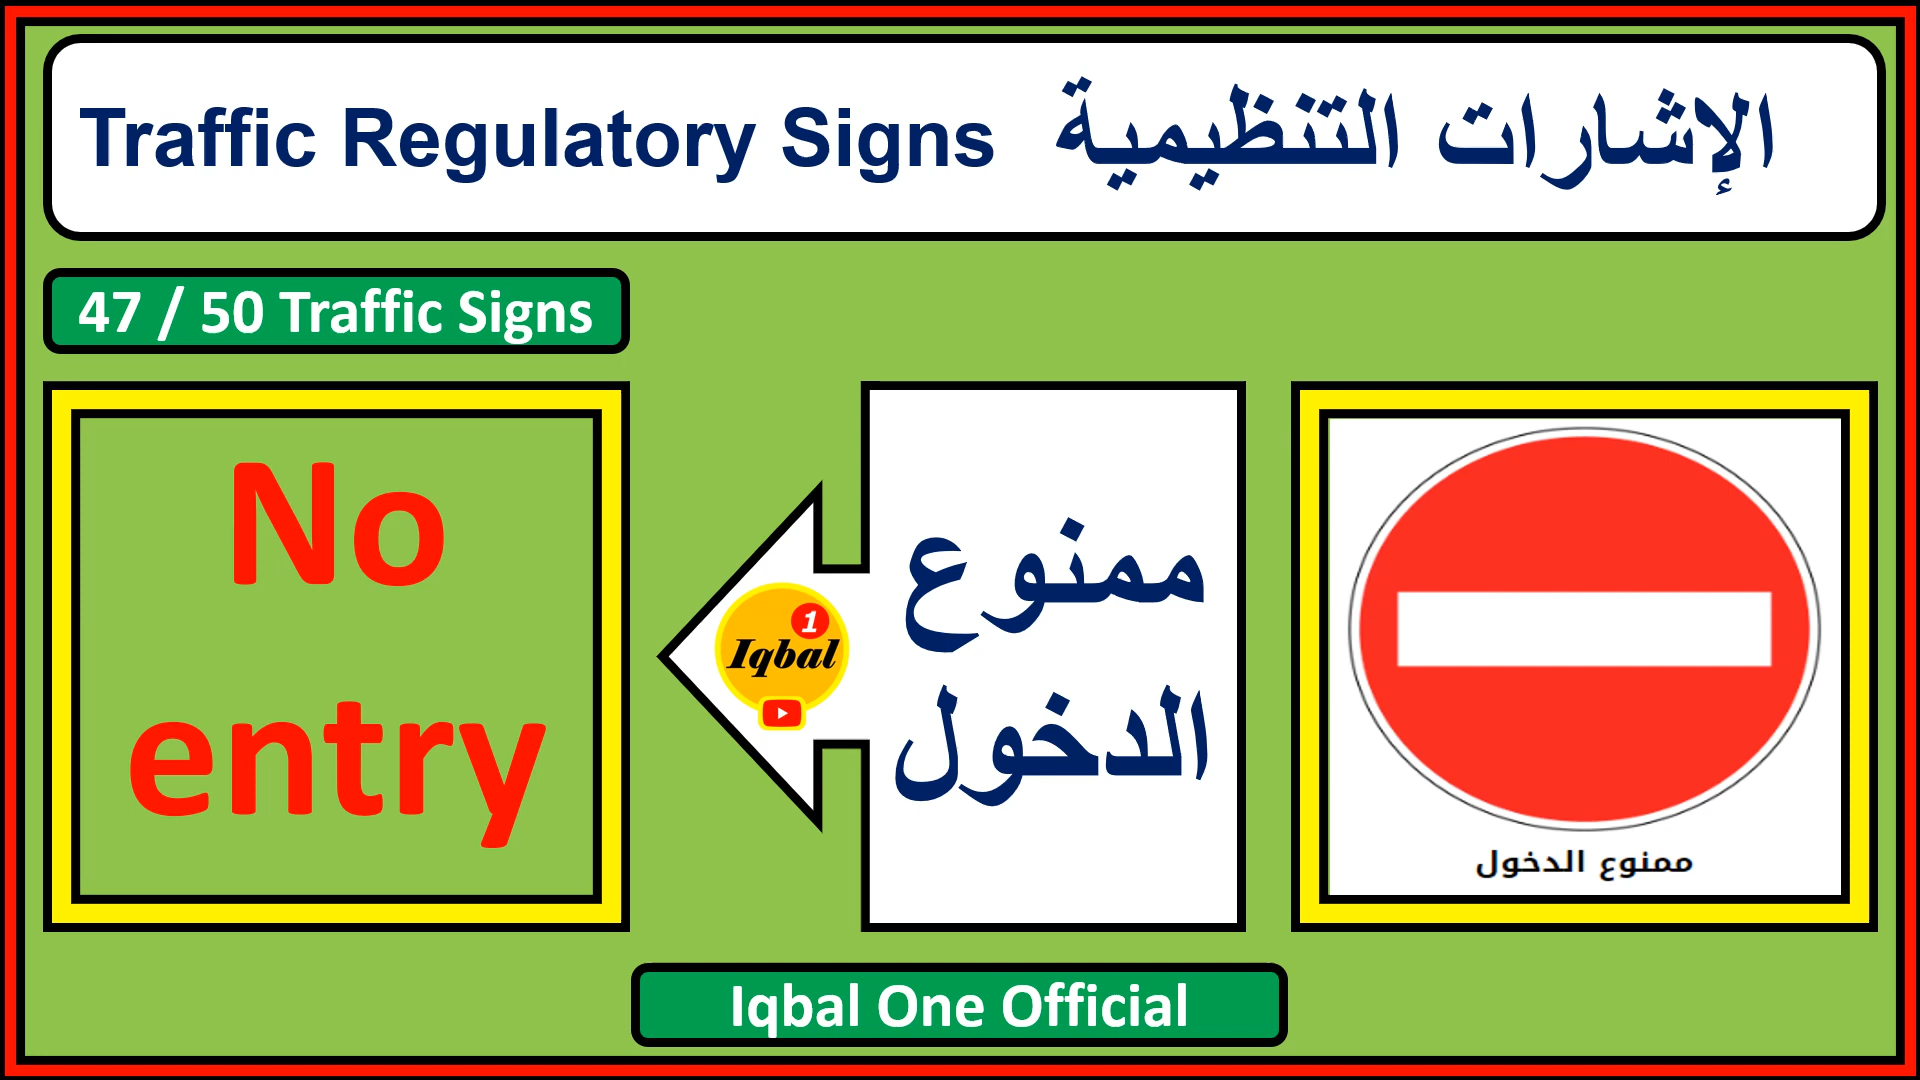 Traffic Regulatory Signs الإشارات التنظيمية
47 / 50 Traffic Signs
No
entry
1
Iqbal
ممنوع
الدخول
ممنوع الدخول
Iqbal One Official